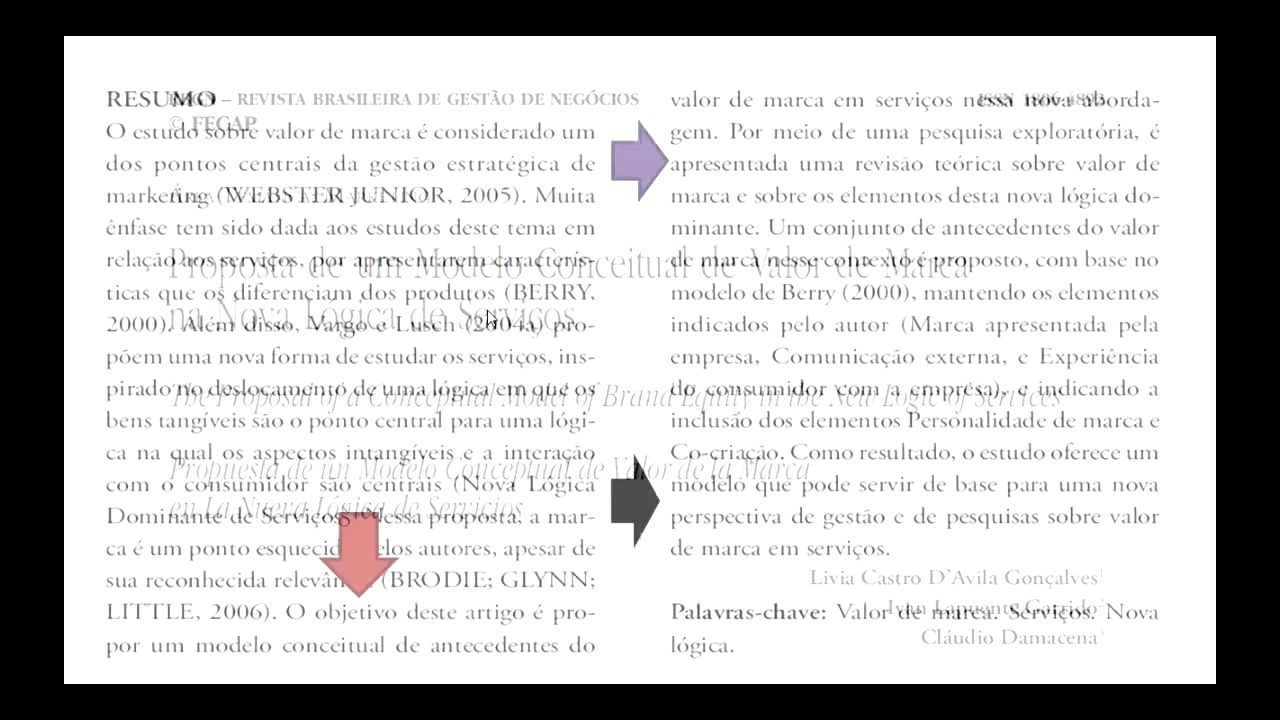 RESUMO
O estudo sobre valor de marca é considerado um
dos pontos centrais da gestão estratégica de
marketing (WEBSTER JUNIOR, 2005). Muita
ênfase tem sido dada aos estudos deste tema em
relação aos serviços, por apresentarem caracterís-
ticas que os diferenciam dos produtos (BERRY,
2000). Além disso, Vargo e Lusch (2004a) pro-
põem uma nova forma de estudar os serviços, ins-
pirado no deslocamento de uma lógica em que os
bens tangíveis são o ponto central para uma lógi-
ca na qual os aspectos intangíveis e a interação
com o consumidor são centrais (Nova Lógica
Dominante de Serviços). Nessa proposta, a mar-
ca é um ponto esquecido pelos autores, apesar de
sua reconhecida relevância (BRODIE; GLYNN;
LITTLE, 2006). O objetivo deste artigo é pro-
por um modelo conceitual de antecedentes do
valor de marca em serviços nessa nova aborda-
gem. Por meio de uma pesquisa exploratória, é
apresentada uma revisão teórica sobre valor de
marca e sobre os elementos desta nova lógica do-
minante. Um conjunto de antecedentes do valor
de marca nesse contexto é proposto, com base no
modelo de Berry (2000), mantendo os elementos
indicados pelo autor (Marca apresentada pela
empresa, Comunicação externa, e Experiência
do consumidor com a empresa), e indicando a
inclusão dos elementos Personalidade de marca e
Co-criação. Como resultado, o estudo oferece um
modelo que pode servir de base para uma nova
perspectiva de gestão e de pesquisas sobre valor
de marca em serviços.
Palavras-chave: Valor de marca. Serviços. Nova
lógica.
– REVISTA BRASILEIRA DE GESTÃO DE NEGÓCIOS
© FECAP
Proposta de um Modelo Conceitual de Valor de Marca
na Nova Lógica de Serviços
The Proposal of a Conceptual Model of Brand Equity in the New Logic of Services
Propuesta de un Modelo Conceptual de Valor de la Marca
en La Nueva Lógica de Servicios
Livia Castro D’Avila Gonçalves¹
Ivan Lapuente Garrido²
Cláudio Damacena³